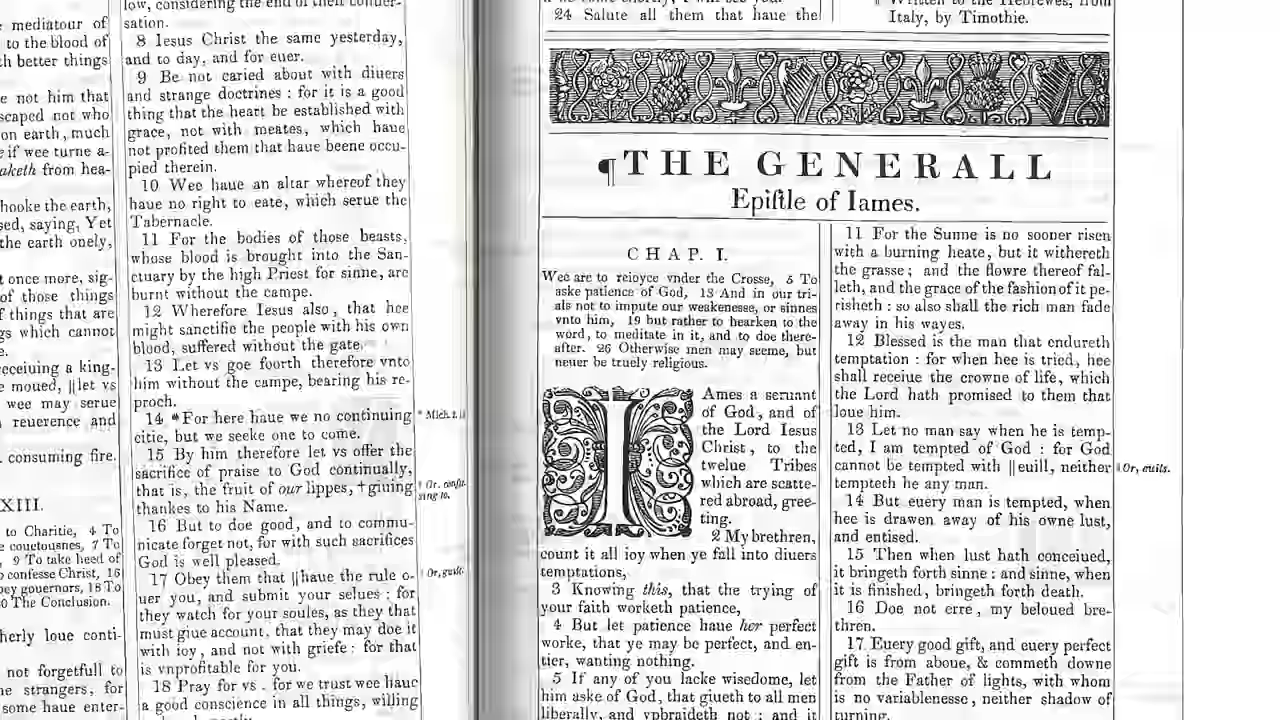 mediatour of
to the blood of
better things
e not him that
scaped not who
on earth, much
if wee turne a-
aketh from hea-
hooke the earth,
sed, saying, Yet
the earth onely,
t once more, sig-
of those things
f things that are
gs which cannot
e.
receiuing a king-
e moued, ||let vs
wee may serue
reuerence and
consuming fire.
XIII.
to Charitie, 4 To
couetousnes, 7 To
9 To take heed of
confesse Christ, 16
gouernors, 18 To
The Conclusion.
herly loue conti-
not forgetfull to
strangers, for
some haue enter-
low, considering the end of their conuer-
sation.
8 Iesus Christ the same yesterday,
and to day, and for euer.
9 Be not caried about with diuers
and strange doctrines : for it is a good
thing that the heart be established with
grace, not with meates, which haue
not profited them that haue beene occu-
pied therein.
10 Wee haue an altar whereof they
haue no right to eate, which serue the
Tabernacle.
11 For the bodies of those beasts,
whose blood is brought into the San-
ctuary by the high Priest for sinne, are
burnt without the campe.
12 Wherefore Iesus also, that hee
might sanctifie the people with his own
blood, suffered without the gate.
13 Let vs goe foorth therefore vnto
him without the campe, bearing his re-
proch.
14 *For here haue we no continuing
citie, but we seeke one to come.
15 By him therefore let vs offer the
sacrifice of praise to God continually,
that is, the fruit of our lippes, †giuing
thankes to his Name.
16 But to doe good, and to commu-
nicate forget not, for with such sacrifices
God is well pleased.
17 Obey them that ||haue the rule o-
uer you, and submit your selues : for
they watch for your soules, as they that
must giue account, that they may doe it
with ioy, and not with griefe : for that
is vnprofitable for you.
18 Pray for vs . for we trust wee haue
a good conscience in all things, willing
* Mich.
† Or. confes-
sing to.
Or, guide.
24 Salute all them that haue the
¶ Written to the Hebrewes, from
Italy, by Timothie.
¶THE GENERALL
Epistle of Iames.
CHAP. I.
Wee are to reioyce vnder the Crosse, 5 To
aske patience of God, 13 And in our tri-
als not to impute our weakenesse, or sinnes
vnto him, 19 but rather to hearken to the
word, to meditate in it, and to doe there-
after. 26 Otherwise men may seeme, but
neuer be truely religious.
IAmes a seruant
of God, and of
the Lord Iesus
Christ, to the
twelue Tribes
which are scatte-
red abroad, gree-
ting.
2 My brethren,
count it all ioy when ye fall into diuers
temptations,
3 Knowing this, that the trying of
your faith worketh patience,
4 But let patience haue her perfect
worke, that ye may be perfect, and en-
tier, wanting nothing.
5 If any of you lacke wisedome, let
him aske of God, that giueth to all men
liberally, and vpbraideth not : and it
11 For the Sunne is no sooner risen
with a burning heate, but it withereth
the grasse ; and the flowre thereof fal-
leth, and the grace of the fashion of it pe-
risheth : so also shall the rich man fade
away in his wayes.
12 Blessed is the man that endureth
temptation : for when hee is tried, hee
shall receiue the crowne of life, which
the Lord hath promised to them that
loue him.
13 Let no man say when he is temp-
ted, I am tempted of God : for God
cannot be tempted with ||euill, neither
tempteth he any man.
14 But euery man is tempted, when
hee is drawen away of his owne lust,
and entised.
15 Then when lust hath conceiued,
it bringeth forth sinne : and sinne, when
it is finished, bringeth forth death.
16 Doe not erre , my beloued bre-
thren.
17 Euery good gift, and euery perfect
gift is from aboue, & commeth downe
from the Father of lights, with whom
is no variablenesse, neither shadow of
turning.
||Or, euils.